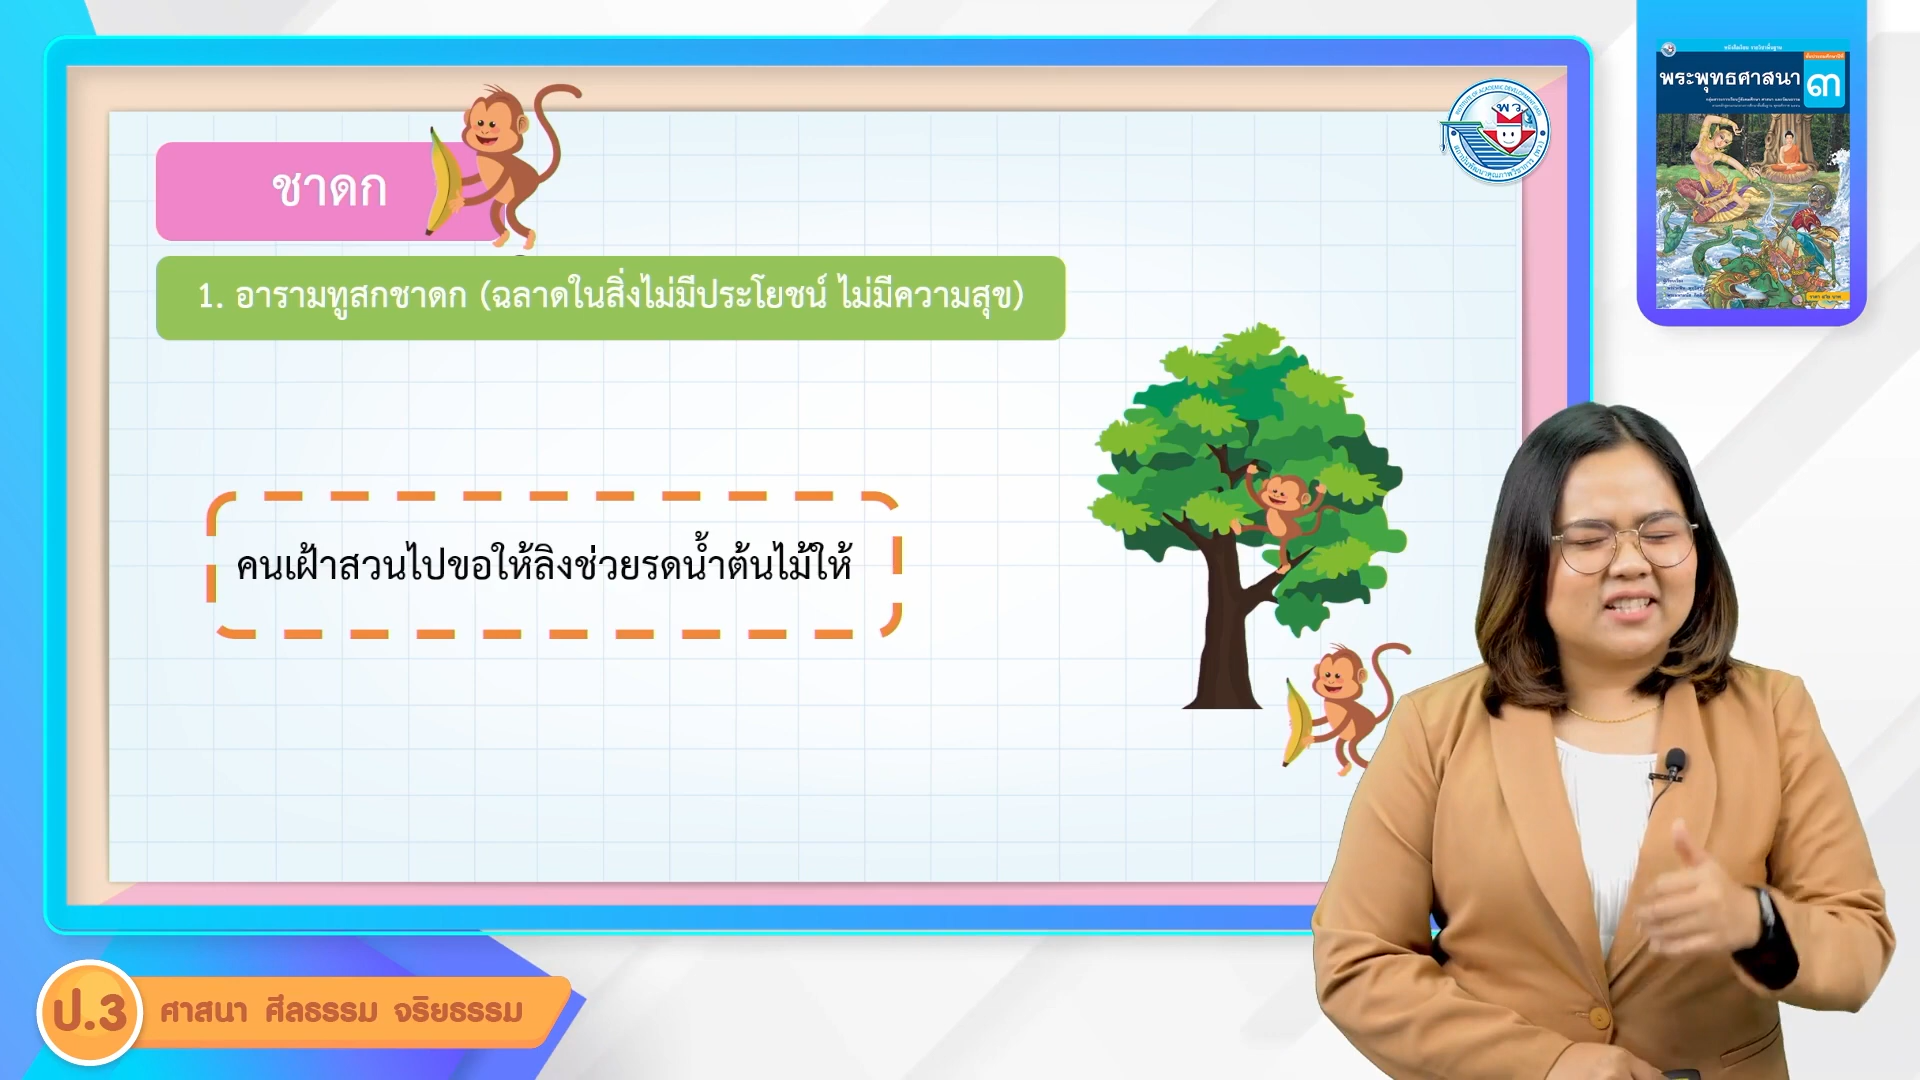 ชาดก
1. อารามทูสกชาดก (ฉลาดในสิ่งไม่มีประโยชน์ ไม่มีความสุข)
คนเฝ้าสวนไปขอให้ลิงช่วยรดน้ำต้นไม้ให้
พว
พระพุทธศาสนา
๓
ป.3
ศาสนา ศีลธรรม จริยธรรม